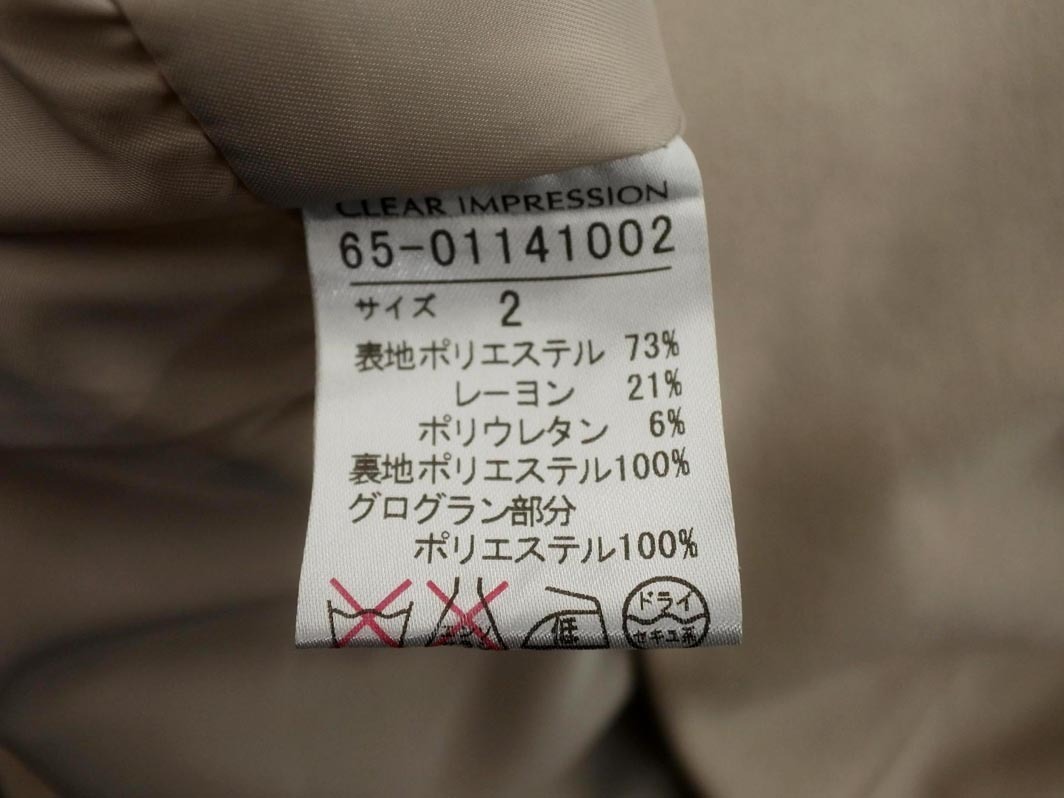 CLEAR IMPRESSION
65-01141002
サイズ 2
表地ポリエステル 73%
レーヨン 21%
ポリウレタン 6%
裏地ポリエステル100%
グログラン部分
ポリエステル100%
低
ドライ
セキユ系